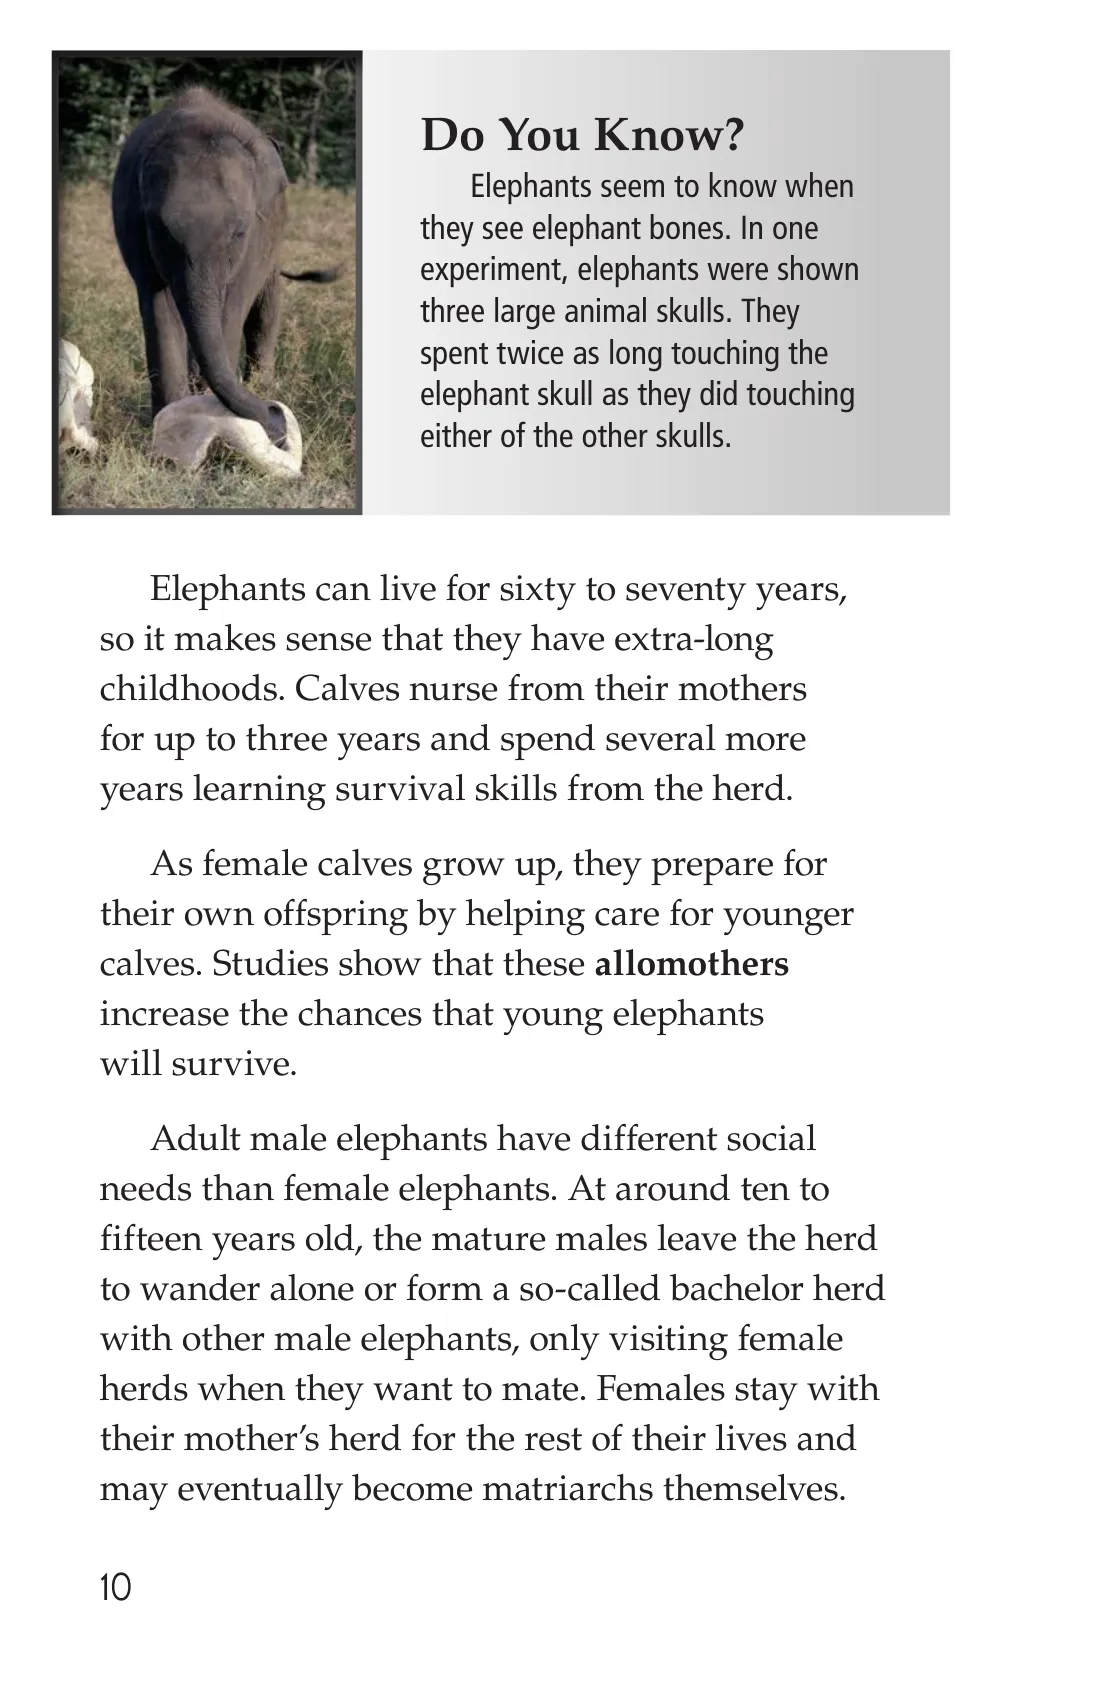 Do You Know?
Elephants seem to know when
they see elephant bones. In one
experiment, elephants were shown
three large animal skulls. They
spent twice as long touching the
elephant skull as they did touching
either of the other skulls.
Elephants can live for sixty to seventy years,
so it makes sense that they have extra-long
childhoods. Calves nurse from their mothers
for up to three years and spend several more
years learning survival skills from the herd.
As female calves grow up, they prepare for
their own offspring by helping care for younger
calves. Studies show that these allomothers
increase the chances that young elephants
will survive.
Adult male elephants have different social
needs than female elephants. At around ten to
fifteen years old, the mature males leave the herd
to wander alone or form a so-called bachelor herd
with other male elephants, only visiting female
herds when they want to mate. Females stay with
their mother’s herd for the rest of their lives and
may eventually become matriarchs themselves.
10